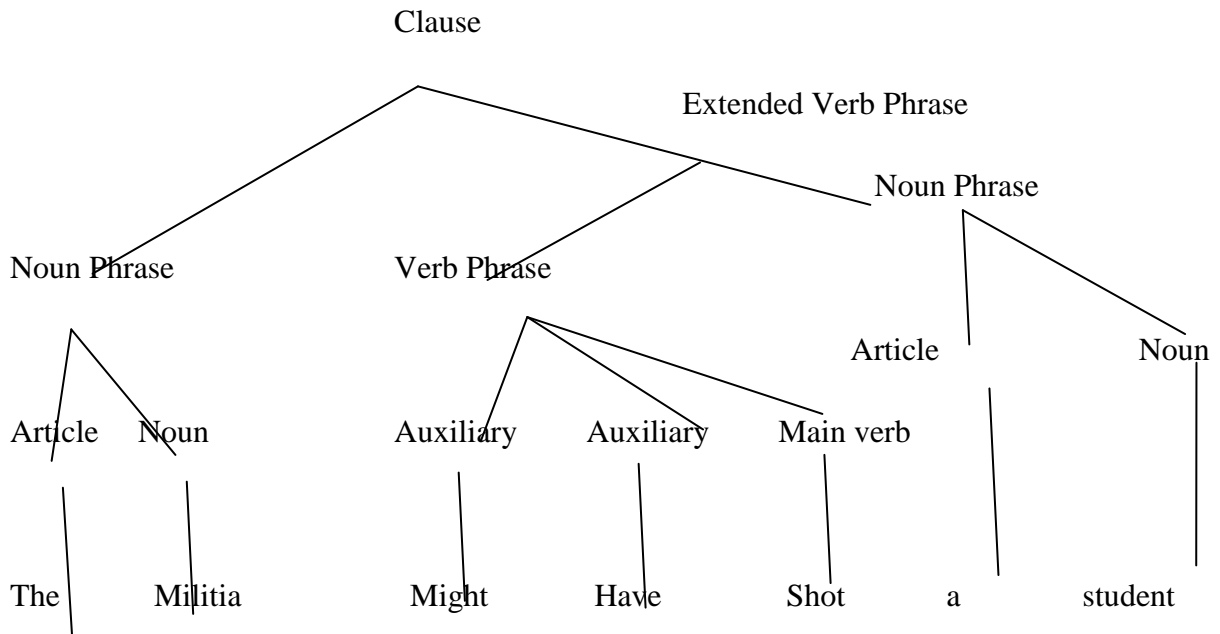 Clause
Extended Verb Phrase
Noun Phrase
Noun Phrase Verb Phrase
Article Noun
Article Noun Auxiliary Auxiliary Main verb
The Militia Might Have Shot a student